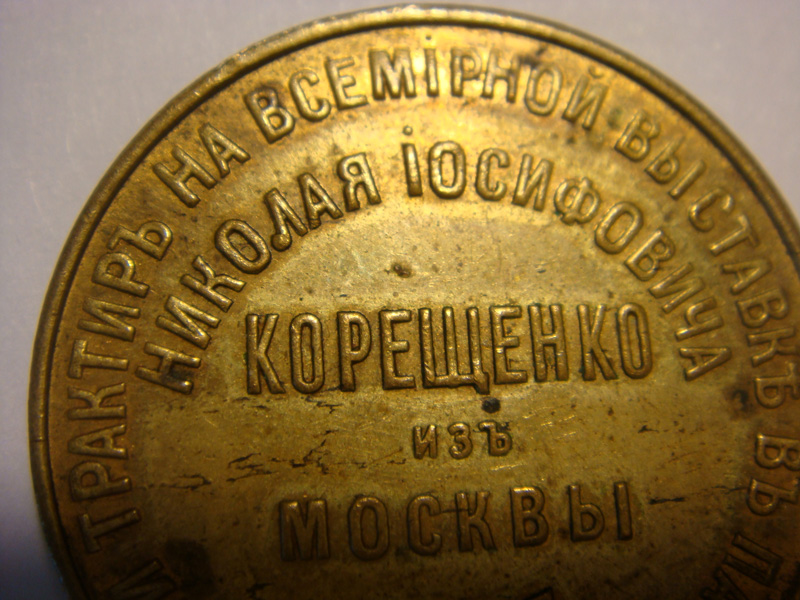 И ТРАКТИРЪ НА ВСЕМІРНОЙ ВЫСТАВКѢ ВЪ
НИКОЛАЯ ІОСИФОВИЧА
КОРЕЩЕНКО
ИЗЪ
МОСКВЫ